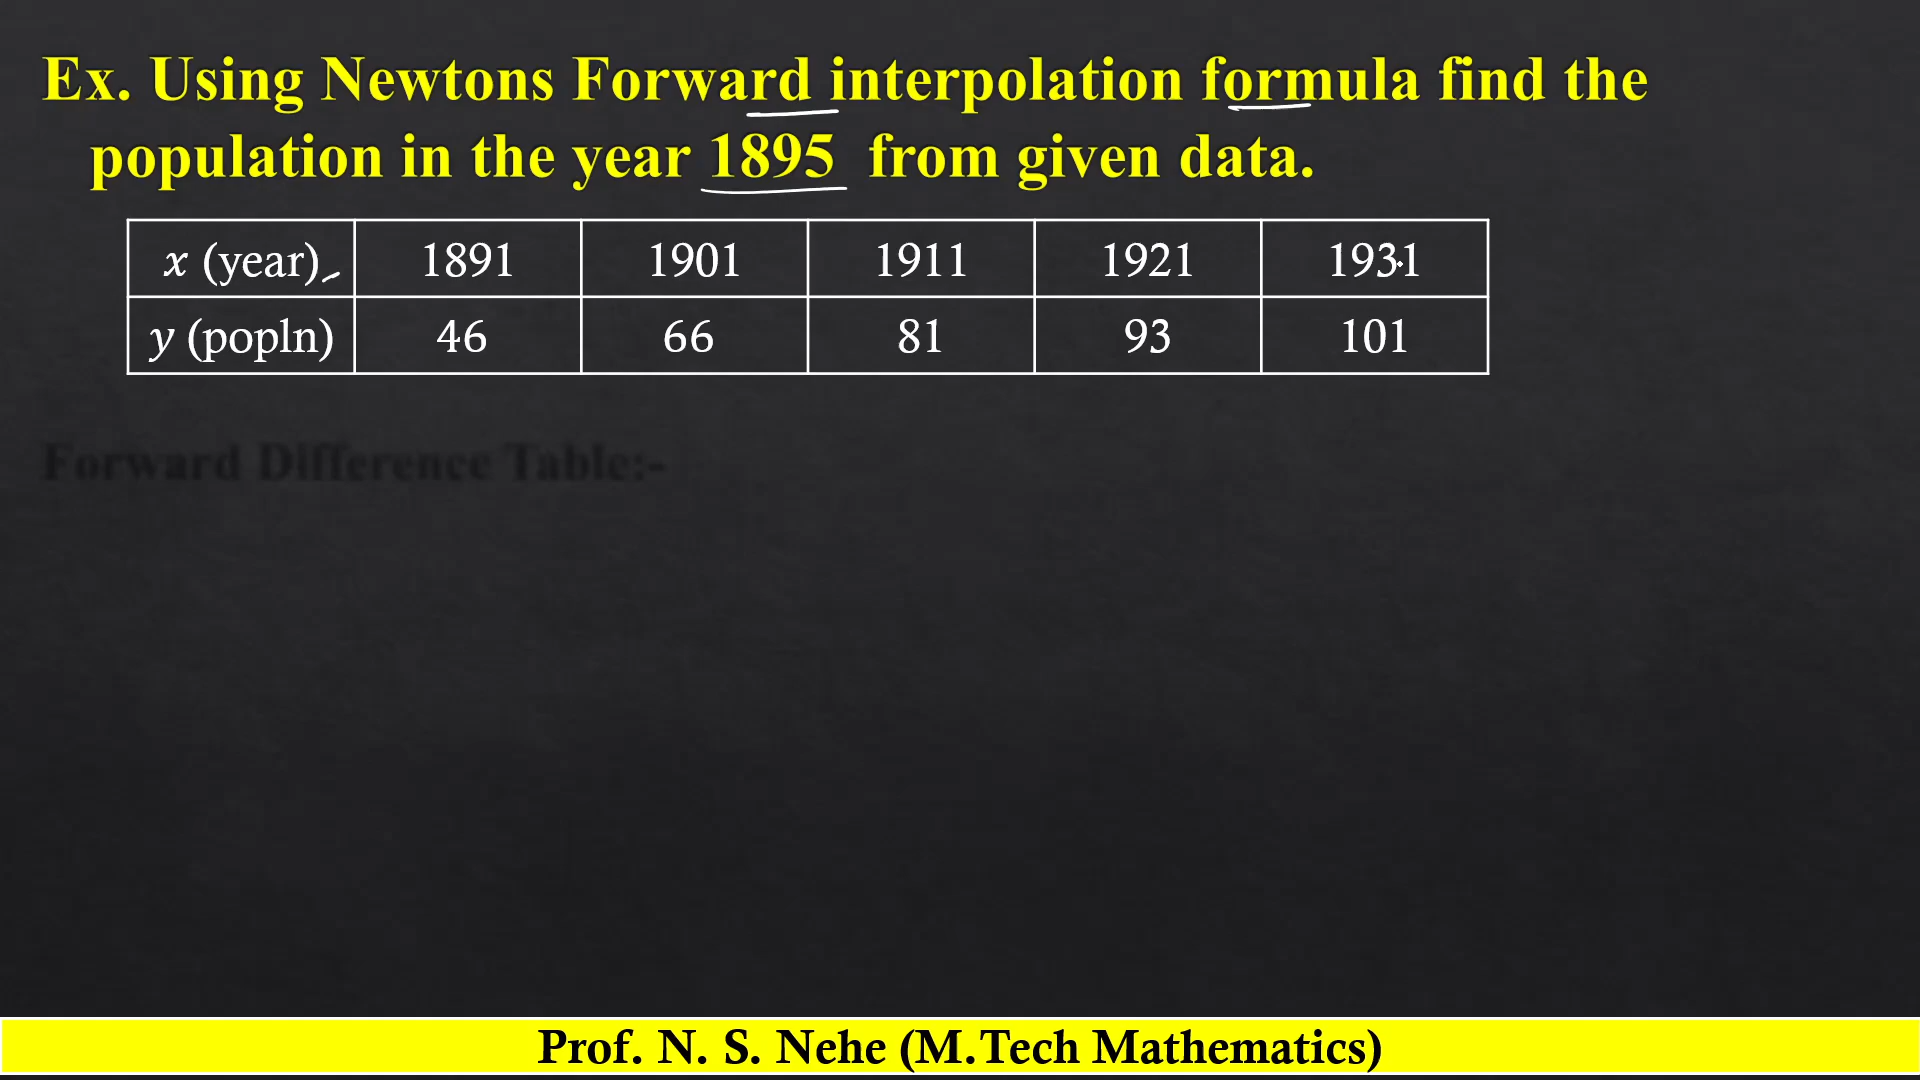 Ex. Using Newtons Forward interpolation formula find the
population in the year 1895 from given data.
x (year) 1891 1901 1911 1921 1931
y (popln) 46 66 81 93 101
Forward Difference Table:-
Prof. N. S. Nehe (M.Tech Mathematics)